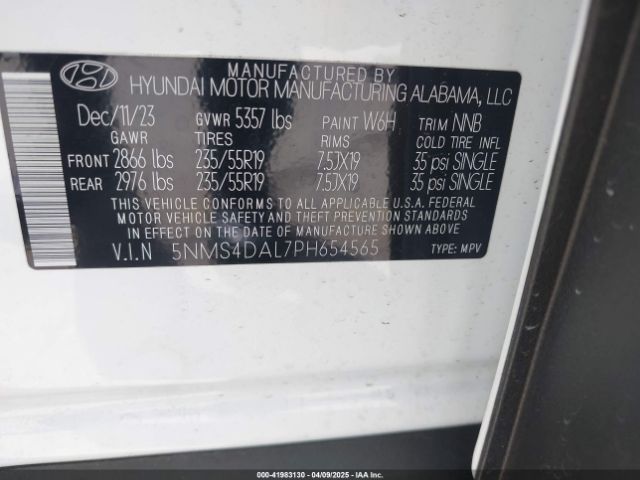 MANUFACTURED BY
HYUNDAI MOTOR MANUFACTURING ALABAMA, LLC
Dec/11/23 GVWR 5357 lbs PAINT W6H TRIM NNB
GAWR TIRES RIMS COLD TIRE INFL
FRONT 2866 lbs 235/55R19 7.5JX19 35 psi SINGLE
REAR 2976 lbs 235/55R19 7.5JX19 35 psi SINGLE
THIS VEHICLE CONFORMS TO ALL APPLICABLE U.S.A. FEDERAL
MOTOR VEHICLE SAFETY AND THEFT PREVENTION STANDARDS
IN EFFECT ON THE DATE OF MANUFACTURE SHOWN ABOVE.
V.I.N 5NMS4DAL7PH654565 TYPE: MPV
000-41983130 - 04/09/2025 - IAAI.COM